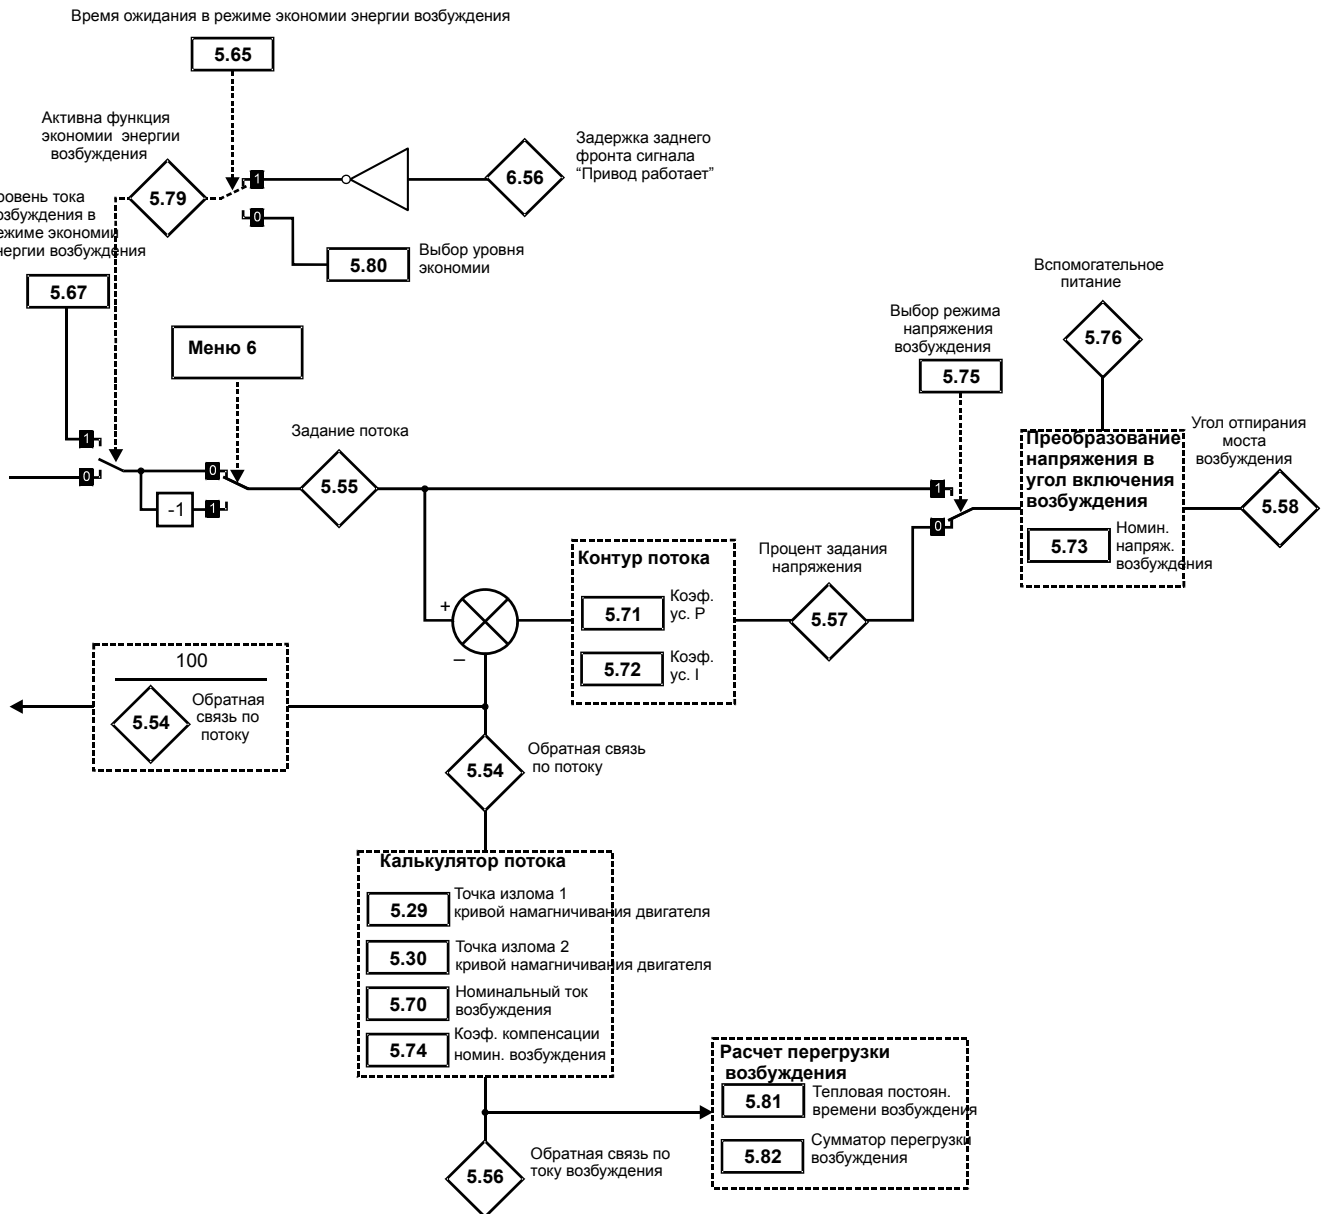 Время ожидания в режиме экономии энергии возбуждения
5.65
Активна функция
экономии энергии
возбуждения
5.79
1
0
6.56
Задержка заднего
фронта сигнала
“Привод работает”
5.80
Выбор уровня
экономии
ровень тока
озбуждения в
ежиме экономии
нергии возбуждения
5.67
Меню 6
1
0
-1
0
1
Задание потока
5.55
Выбор режима
напряжения
возбуждения
5.75
1
0
Вспомогательное
питание
5.76
Преобразование
напряжения в
угол включения
возбуждения
5.73
Номин.
напряж.
возбуждения
Угол отпирания
моста
возбуждения
5.58
+
–
Контур потока
5.71
Коэф.
ус. P
5.72
Коэф.
ус. I
Процент задания
напряжения
5.57
100
5.54
Обратная
связь по
потоку
5.54
Обратная связь
по потоку
Калькулятор потока
5.29
Точка излома 1
кривой намагничивания двигателя
5.30
Точка излома 2
кривой намагничивания двигателя
5.70
Номинальный ток
возбуждения
5.74
Коэф. компенсации
номин. возбуждения
Расчет перегрузки
возбуждения
5.81
Тепловая постоян.
времени возбуждения
5.82
Сумматор перегрузки
возбуждения
5.56
Обратная связь по
току возбуждения